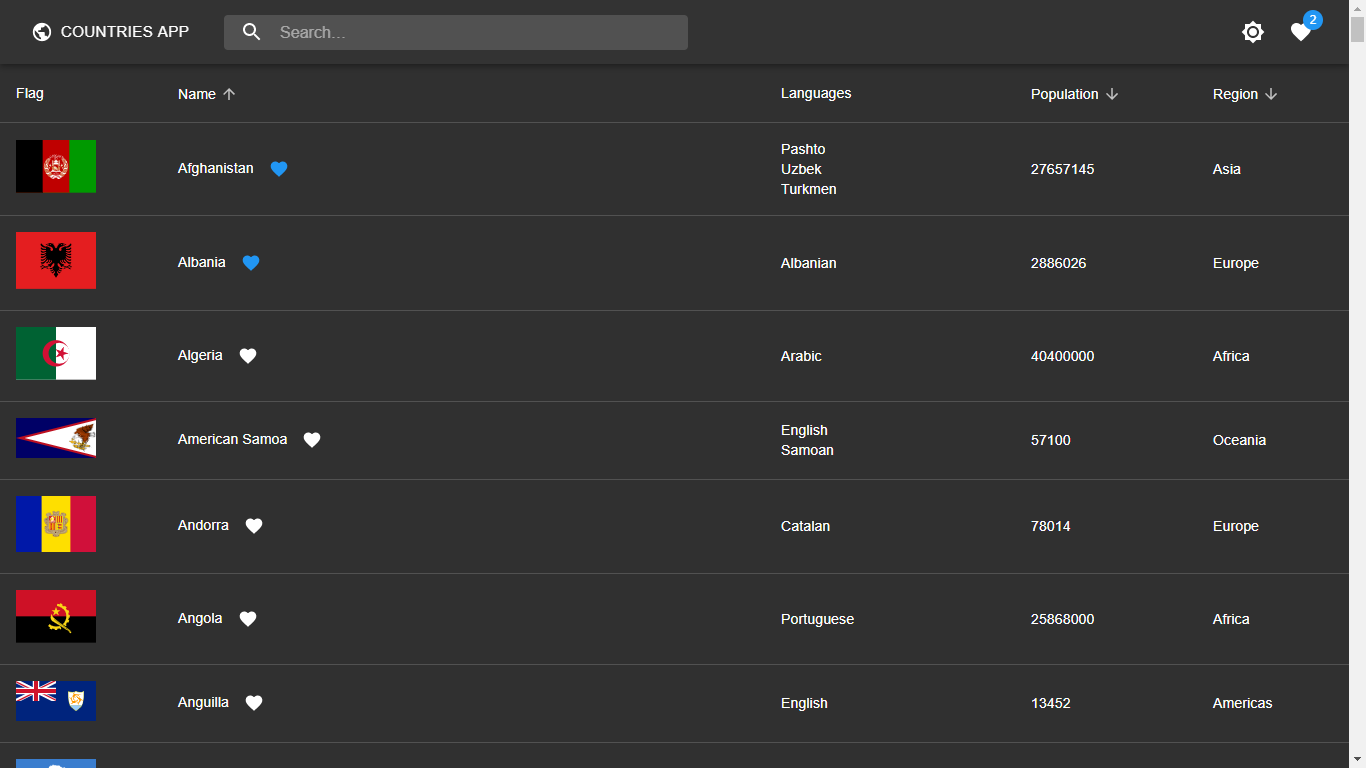 COUNTRIES APP Search... 2
Flag Name Languages Population Region
Afghanistan Pashto 27657145 Asia
Uzbek
Turkmen
Albania Albanian 2886026 Europe
Algeria Arabic 40400000 Africa
American Samoa English 57100 Oceania
Samoan
Andorra Catalan 78014 Europe
Angola Portuguese 25868000 Africa
Anguilla English 13452 Americas